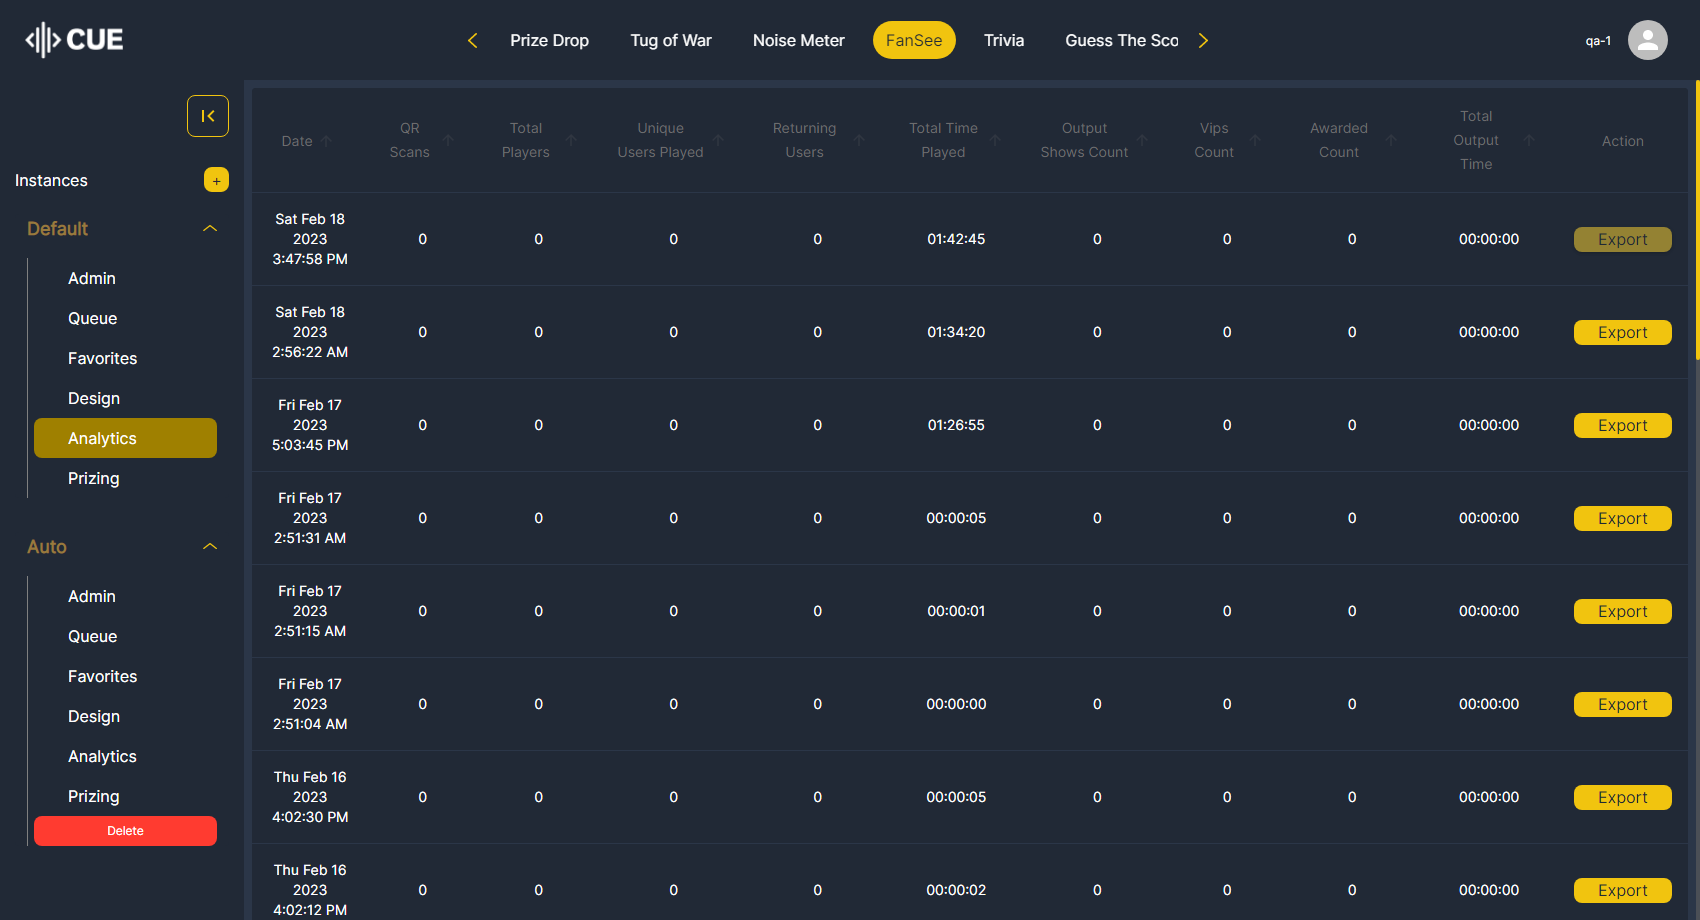 CUE
Prize Drop
Tug of War
Noise Meter
FanSee
Trivia
Guess The Sco
qa-1
Instances
+
Default
Admin
Queue
Favorites
Design
Analytics
Prizing
Auto
Admin
Queue
Favorites
Design
Analytics
Prizing
Delete
Date
QR
Scans
Total
Players
Unique
Users Played
Returning
Users
Total Time
Played
Output
Shows Count
Vips
Count
Awarded
Count
Total
Output
Time
Action
Sat Feb 18
2023
3:47:58 PM
0
0
0
0
01:42:45
0
0
0
00:00:00
Export
Sat Feb 18
2023
2:56:22 AM
0
0
0
0
01:34:20
0
0
0
00:00:00
Export
Fri Feb 17
2023
5:03:45 PM
0
0
0
0
01:26:55
0
0
0
00:00:00
Export
Fri Feb 17
2023
2:51:31 AM
0
0
0
0
00:00:05
0
0
0
00:00:00
Export
Fri Feb 17
2023
2:51:15 AM
0
0
0
0
00:00:01
0
0
0
00:00:00
Export
Fri Feb 17
2023
2:51:04 AM
0
0
0
0
00:00:00
0
0
0
00:00:00
Export
Thu Feb 16
2023
4:02:30 PM
0
0
0
0
00:00:05
0
0
0
00:00:00
Export
Thu Feb 16
2023
4:02:12 PM
0
0
0
0
00:00:02
0
0
0
00:00:00
Export